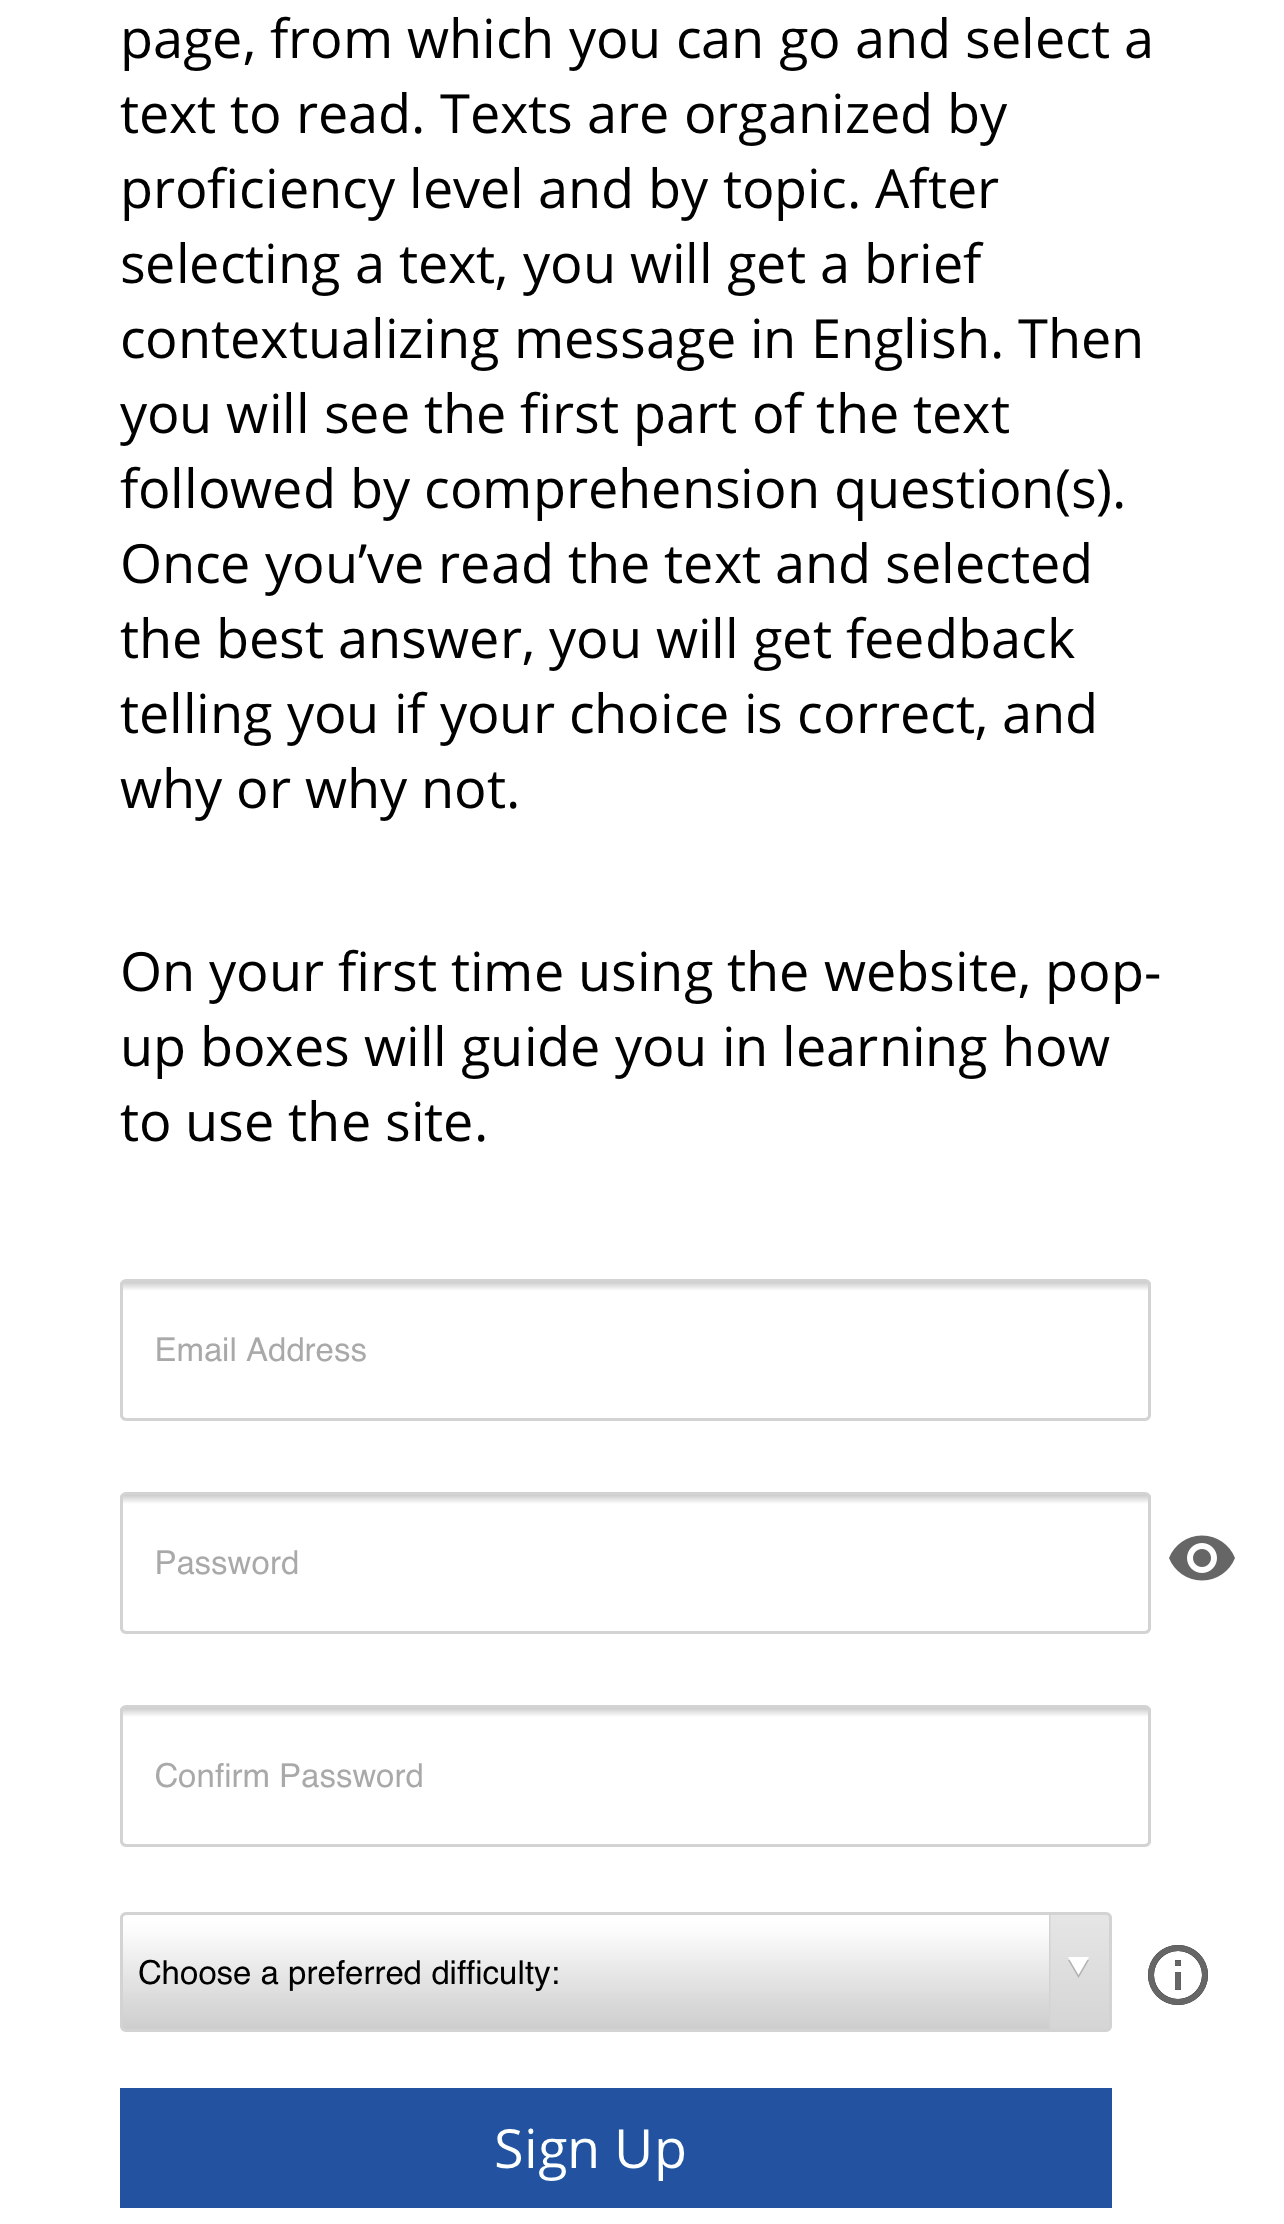 page, from which you can go and select a
text to read. Texts are organized by
proficiency level and by topic. After
selecting a text, you will get a brief
contextualizing message in English. Then
you will see the first part of the text
followed by comprehension question(s).
Once you’ve read the text and selected
the best answer, you will get feedback
telling you if your choice is correct, and
why or why not.
On your first time using the website, pop-
up boxes will guide you in learning how
to use the site.
Email Address
Password
Confirm Password
Choose a preferred difficulty:
Sign Up